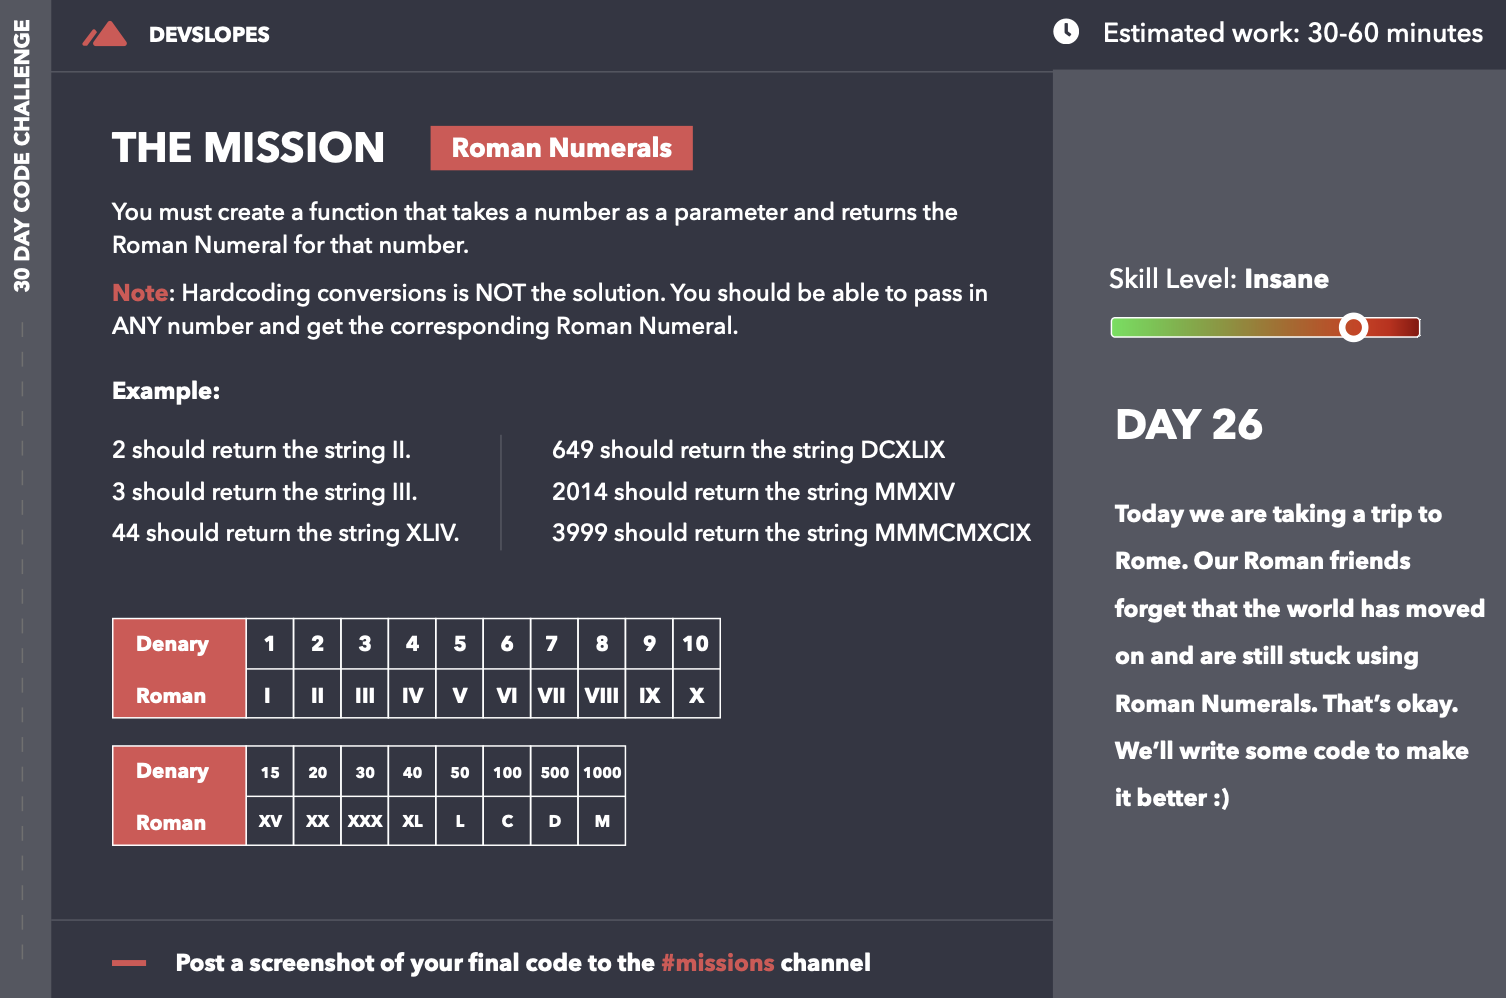 30 DAY CODE CHALLENGE
DEVSLOPES
Estimated work: 30-60 minutes
THE MISSION
Roman Numerals
You must create a function that takes a number as a parameter and returns the
Roman Numeral for that number.
Note: Hardcoding conversions is NOT the solution. You should be able to pass in
ANY number and get the corresponding Roman Numeral.
Example:
2 should return the string II.
3 should return the string III.
44 should return the string XLIV.
649 should return the string DCXLIX
2014 should return the string MMXIV
3999 should return the string MMMCMXCIX
Denary 1 2 3 4 5 6 7 8 9 10
Roman I II III IV V VI VII VIII IX X
Denary 15 20 30 40 50 100 500 1000
Roman XV XX XXX XL L C D M
Post a screenshot of your final code to the #missions channel
Skill Level: Insane
DAY 26
Today we are taking a trip to
Rome. Our Roman friends
forget that the world has moved
on and are still stuck using
Roman Numerals. That's okay.
We'll write some code to make
it better :)